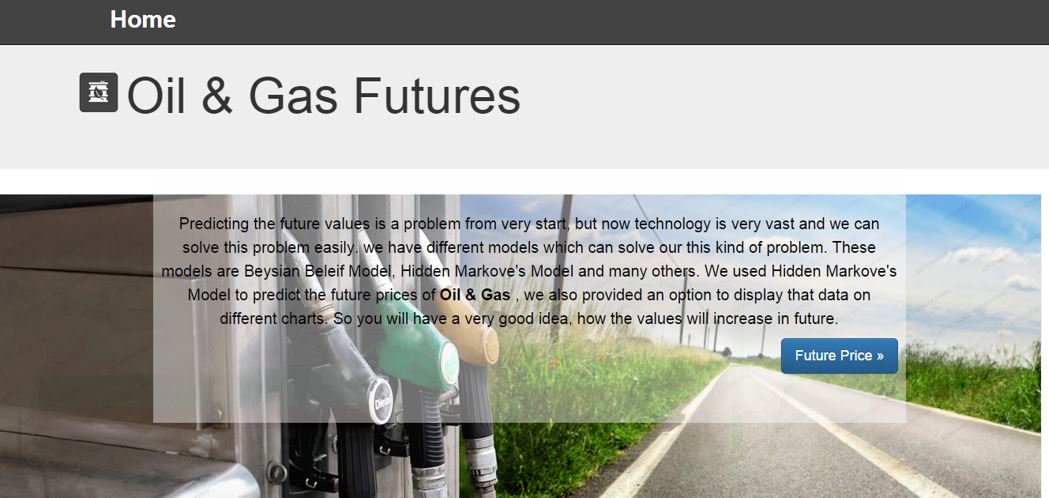 Home
Oil & Gas Futures
Predicting the future values is a problem from very start, but now technology is very vast and we can
solve this problem easily. we have different models which can solve our this kind of problem. These
models are Beysian Beleif Model, Hidden Markove's Model and many others. We used Hidden Markove's
Model to predict the future prices of Oil & Gas , we also provided an option to display that data on
different charts. So you will have a very good idea, how the values will increase in future.
Future Price »
Diesel